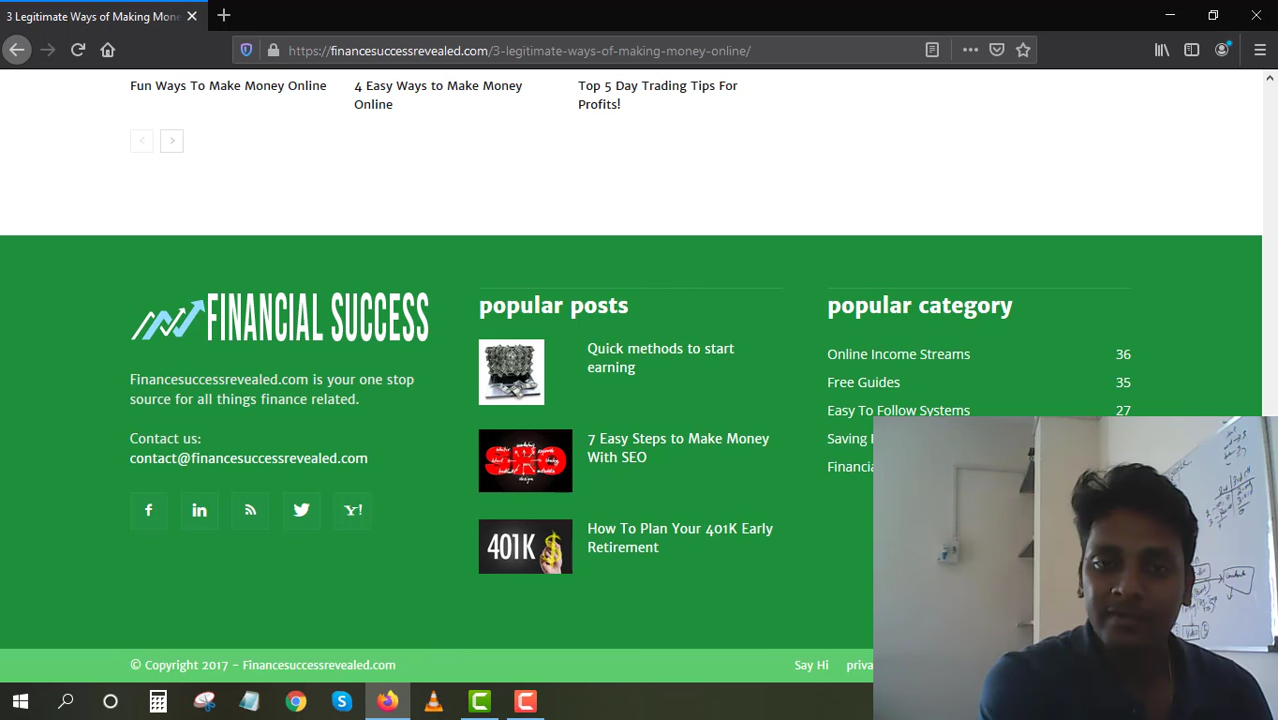 3 Legitimate Ways of Making Mone
https://financesuccessrevealed.com/3-legitimate-ways-of-making-money-online/
Fun Ways To Make Money Online
4 Easy Ways to Make Money
Online
Top 5 Day Trading Tips For
Profits!
FINANCIAL SUCCESS
Financesuccessrevealed.com is your one stop
source for all things finance related.
Contact us:
contact@financesuccessrevealed.com
popular posts
Quick methods to start
earning
7 Easy Steps to Make Money
With SEO
401K
How To Plan Your 401K Early
Retirement
popular category
Online Income Streams 36
Free Guides 35
Easy To Follow Systems 27
Saving
Financia
© Copyright 2017 - Financesuccessrevealed.com
Say Hi
priva